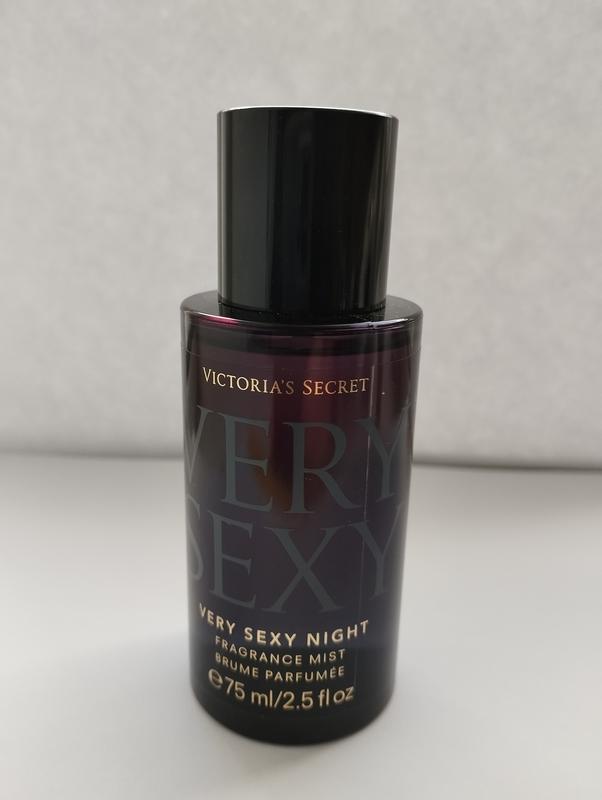 VICTORIA'S SECRET
VERY
SEXY
VERY SEXY NIGHT
FRAGRANCE MIST
BRUME PARFUMÉE
℮75 ml/2.5 fl oz